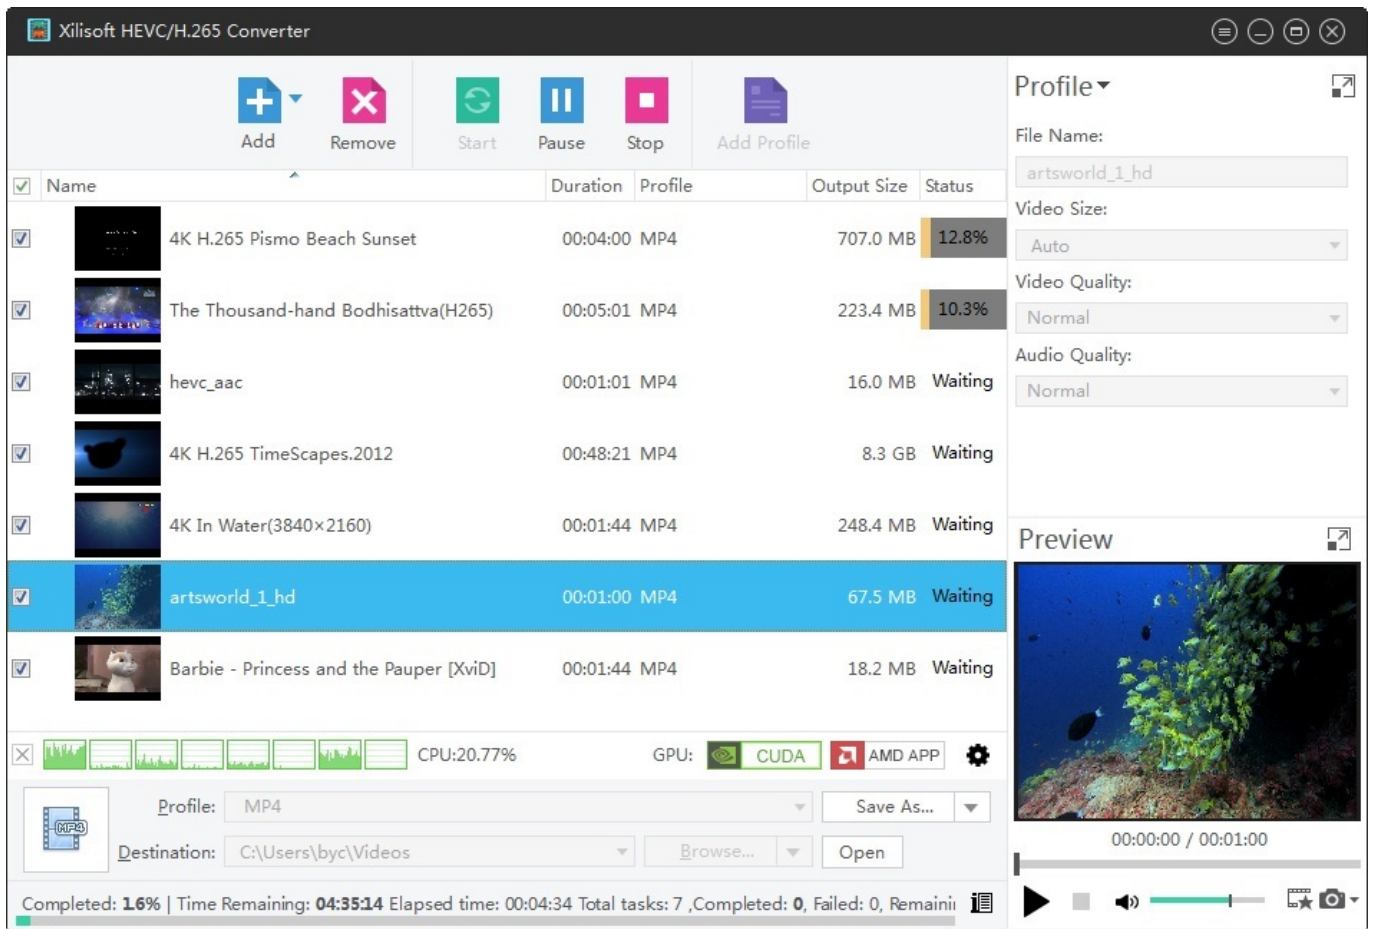 Xilisoft HEVC/H.265 Converter
Add Remove Start Pause Stop Add Profile
Name Duration Profile Output Size Status
4K H.265 Pismo Beach Sunset 00:04:00 MP4 707.0 MB 12.8%
The Thousand-hand Bodhisattva(H265) 00:05:01 MP4 223.4 MB 10.3%
hevc_aac 00:01:01 MP4 16.0 MB Waiting
4K H.265 TimeScapes.2012 00:48:21 MP4 8.3 GB Waiting
4K In Water(3840×2160) 00:01:44 MP4 248.4 MB Waiting
artsworld_1_hd 00:01:00 MP4 67.5 MB Waiting
Barbie - Princess and the Pauper [XviD] 00:01:44 MP4 18.2 MB Waiting
CPU:20.77% GPU: CUDA AMD APP
MP4
Profile: MP4 Save As...
Destination: C:\Users\byc\Videos Browse... Open
Completed: 1.6% | Time Remaining: 04:35:14 Elapsed time: 00:04:34 Total tasks: 7 ,Completed: 0, Failed: 0, Remaini
Profile
File Name:
artsworld_1_hd
Video Size:
Auto
Video Quality:
Normal
Audio Quality:
Normal
Preview
00:00:00 / 00:01:00